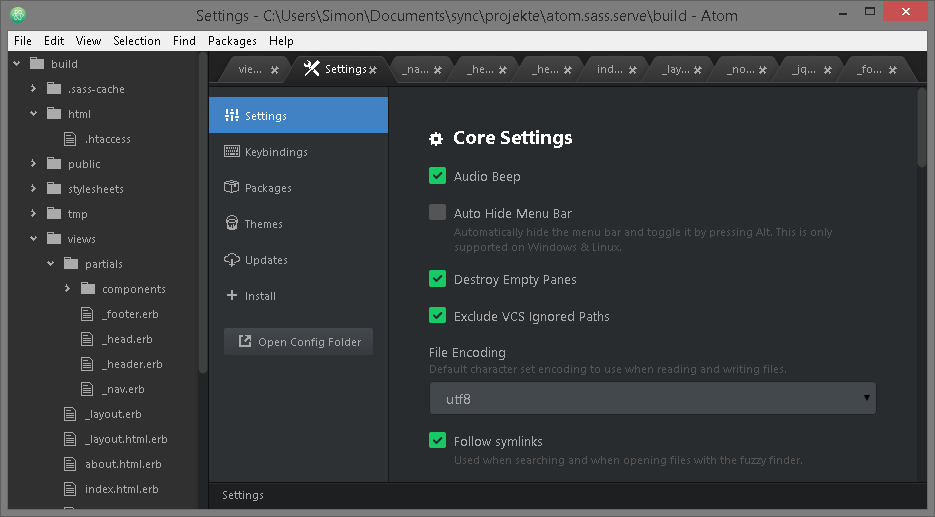 Settings - C:\Users\Simon\Documents\sync\projekte\atom.sass.serve\build - Atom
File Edit View Selection Find Packages Help
build
.sass-cache
html
.htaccess
public
stylesheets
tmp
views
partials
components
_footer.erb
_head.erb
_header.erb
_nav.erb
_layout.erb
_layout.html.erb
about.html.erb
index.html.erb
vie... Settings _na... _he... _he... ind... _lay... _no... _jq... _fo...
Settings
Keybindings
Packages
Themes
Updates
Install
Open Config Folder
Core Settings
Audio Beep
Auto Hide Menu Bar
Automatically hide the menu bar and toggle it by pressing Alt. This is only
supported on Windows & Linux.
Destroy Empty Panes
Exclude VCS Ignored Paths
File Encoding
Default character set encoding to use when reading and writing files.
utf8
Follow symlinks
Used when searching and when opening files with the fuzzy finder.
Settings